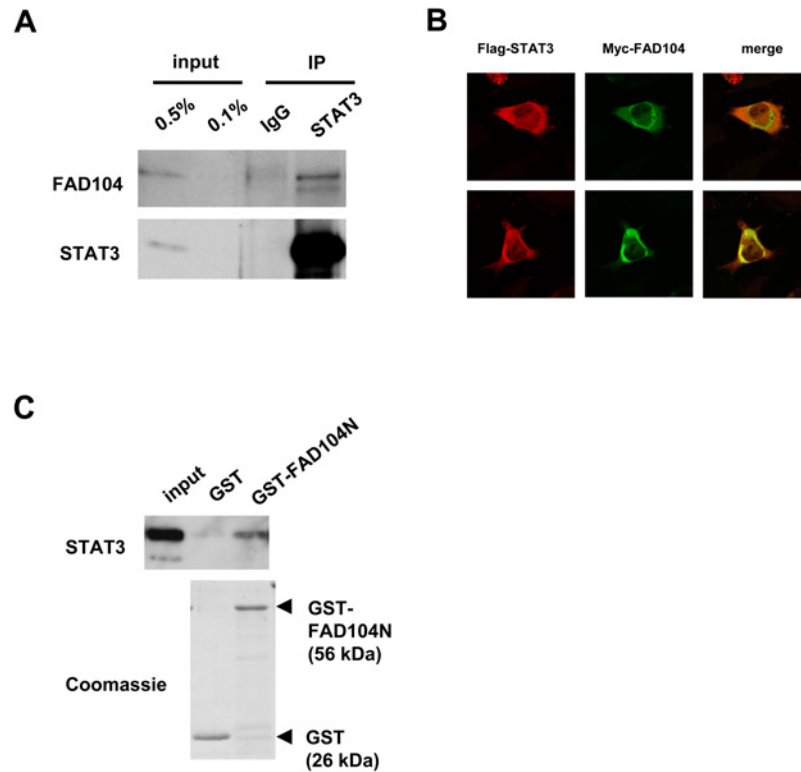 A
input IP
0.5% 0.1% IgG STAT3
FAD104
STAT3
B
Flag-STAT3 Myc-FAD104 merge
C
input GST GST-FAD104N
STAT3
GST-
FAD104N
(56 kDa)
Coomassie
GST
(26 kDa)